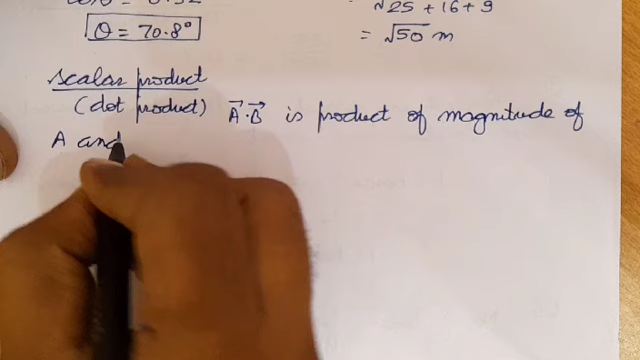 √25 + 16 + 9
θ = 70.8°
= √50 m
scalar product
(dot product) A⃗·B⃗ is product of magnitude of
A and